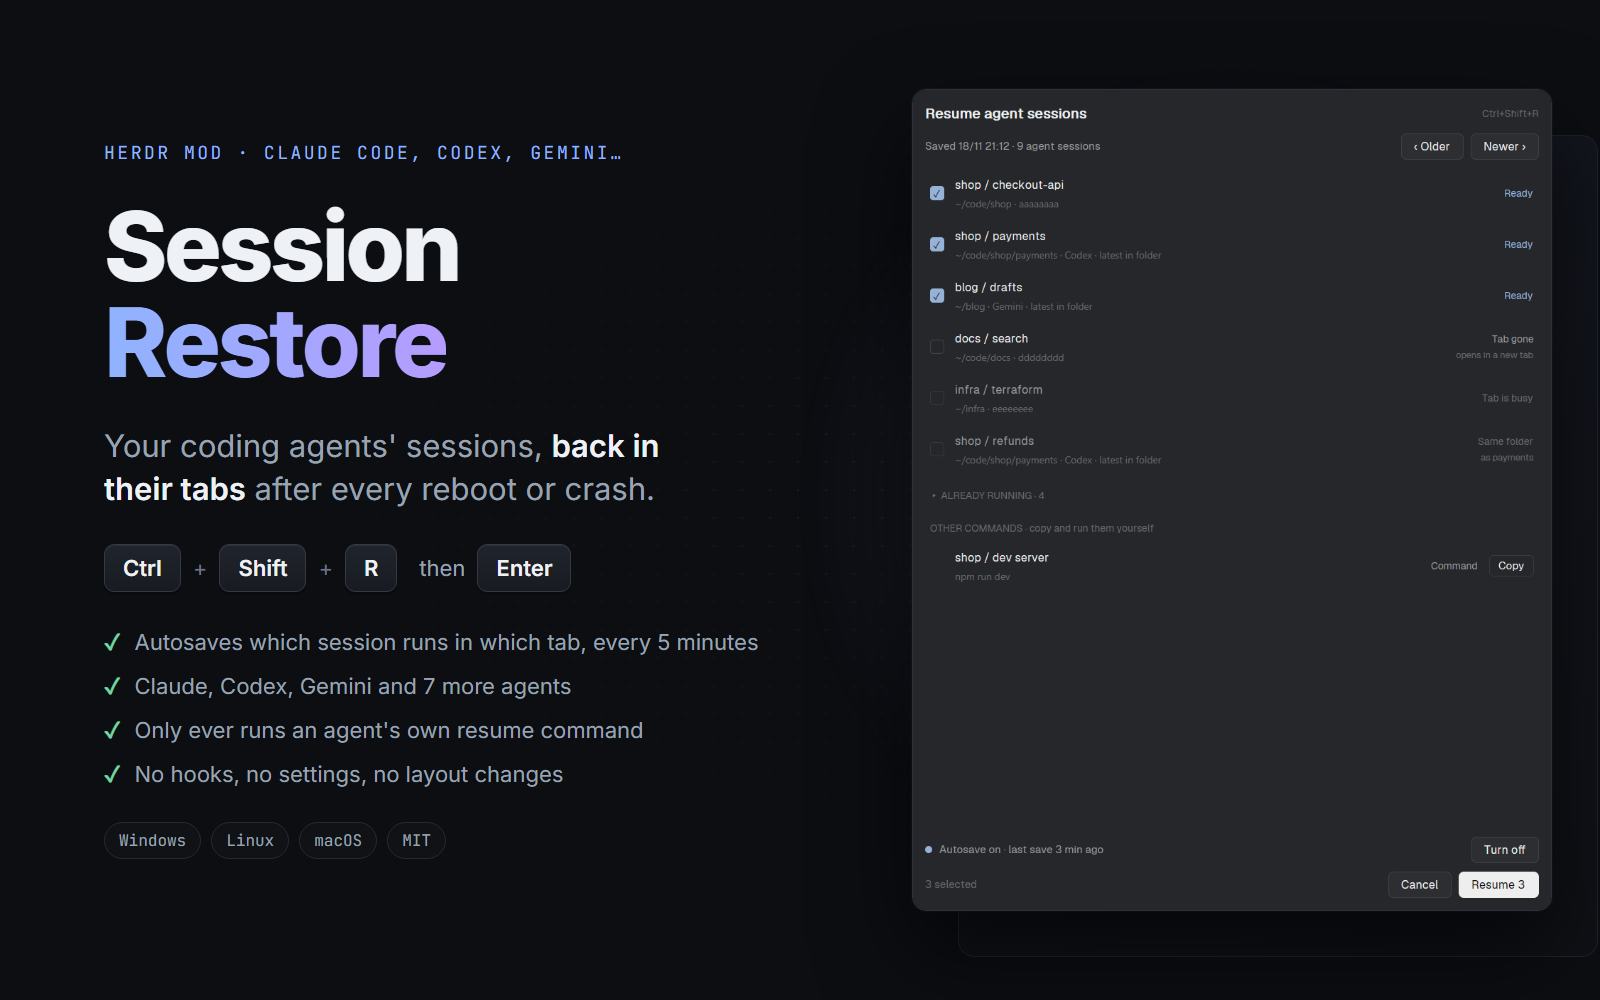 HERDR MOD · CLAUDE CODE, CODEX, GEMINI…
Session
Restore
Your coding agents' sessions, back in
their tabs after every reboot or crash.
Ctrl + Shift + R then Enter
✓ Autosaves which session runs in which tab, every 5 minutes
✓ Claude, Codex, Gemini and 7 more agents
✓ Only ever runs an agent's own resume command
✓ No hooks, no settings, no layout changes
Windows Linux macOS MIT
Resume agent sessions Ctrl+Shift+R
Saved 18/11 21:12 · 9 agent sessions ‹ Older Newer ›
shop / checkout-api Ready
~/code/shop · aaaaaaaa
shop / payments Ready
~/code/shop/payments · Codex · latest in folder
blog / drafts Ready
~/blog · Gemini · latest in folder
docs / search Tab gone
~/code/docs · dddddddd opens in a new tab
infra / terraform Tab is busy
~/infra · eeeeeeee
shop / refunds Same folder
~/code/shop/payments · Codex · latest in folder as payments
ALREADY RUNNING · 4
OTHER COMMANDS · copy and run them yourself
shop / dev server Command Copy
npm run dev
Autosave on · last save 3 min ago Turn off
3 selected Cancel Resume 3